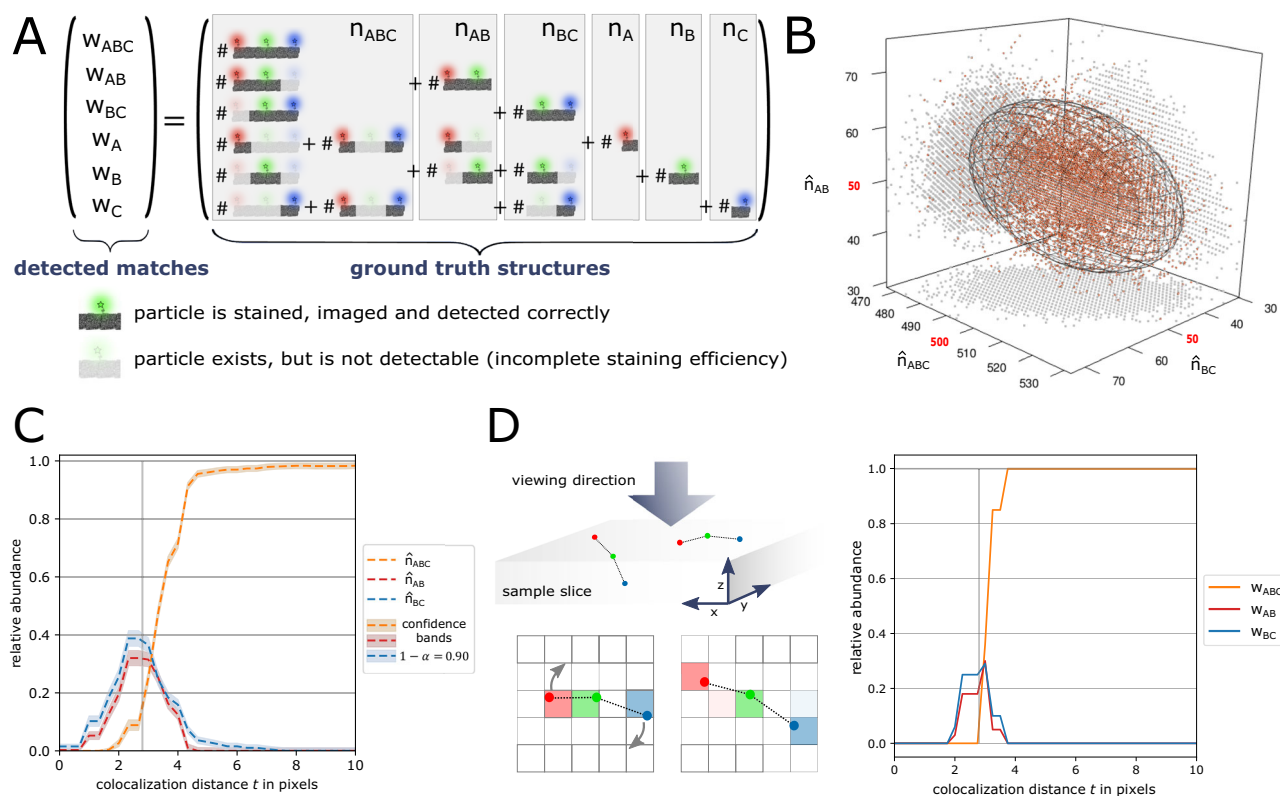 A
w_ABC
w_AB
w_BC
w_A
w_B
w_C
=
n_ABC n_AB n_BC n_A n_B n_C
#
# + #
# + #
# + # + #
# + # + # + #
# + # + # + #
detected matches
ground truth structures
particle is stained, imaged and detected correctly
particle exists, but is not detectable (incomplete staining efficiency)
B
70
60
n̂_AB 50
40
30
470
480
490
500
510
520
530
n̂_ABC
30
40
50
60
70
n̂_BC
C
1.0
0.8
0.6
0.4
0.2
0.0
relative abundance
0 2 4 6 8 10
colocalization distance t in pixels
n̂_ABC
n̂_AB
n̂_BC
confidence
bands
1 − α = 0.90
D
viewing direction
sample slice
z
x
y
1.0
0.8
0.6
0.4
0.2
0.0
relative abundance
0 2 4 6 8 10
colocalization distance t in pixels
w_ABC
w_AB
w_BC